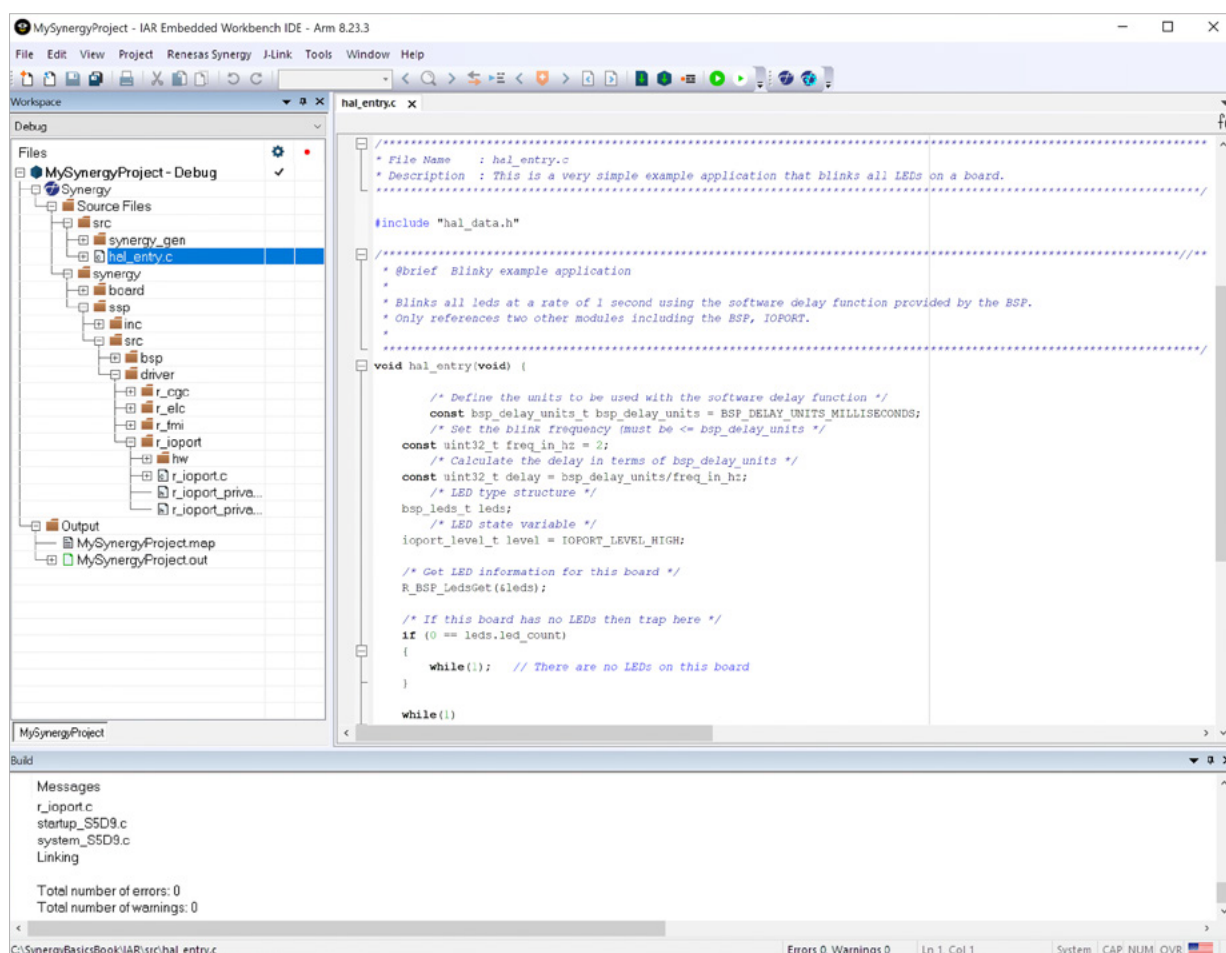 MySynergyProject - IAR Embedded Workbench IDE - Arm 8.23.3
File Edit View Project Renesas Synergy J-Link Tools Window Help
Workspace
Debug
Files
MySynergyProject - Debug
Synergy
Source Files
src
synergy_gen
hal_entry.c
synergy
board
ssp
inc
src
bsp
driver
r_cgc
r_elc
r_fmi
r_ioport
hw
r_ioport.c
r_ioport_priva...
r_ioport_priva...
Output
MySynergyProject.map
MySynergyProject.out
MySynergyProject
hal_entry.c
/***********************************************************************************************************************
* File Name    : hal_entry.c
* Description  : This is a very simple example application that blinks all LEDs on a board.
***********************************************************************************************************************/
#include "hal_data.h"
/*******************************************************************************************************************//**
* @brief  Blinky example application
*
* Blinks all leds at a rate of 1 second using the software delay function provided by the BSP.
* Only references two other modules including the BSP, IOPORT.
*
***********************************************************************************************************************/
void hal_entry(void) {
/* Define the units to be used with the software delay function */
const bsp_delay_units_t bsp_delay_units = BSP_DELAY_UNITS_MILLISECONDS;
/* Set the blink frequency (must be <= bsp_delay_units */
const uint32_t freq_in_hz = 2;
/* Calculate the delay in terms of bsp_delay_units */
const uint32_t delay = bsp_delay_units/freq_in_hz;
/* LED type structure */
bsp_leds_t leds;
/* LED state variable */
ioport_level_t level = IOPORT_LEVEL_HIGH;
/* Get LED information for this board */
R_BSP_LedsGet(&leds);
/* If this board has no LEDs then trap here */
if (0 == leds.led_count)
{
while(1);   // There are no LEDs on this board
}
while(1)
Build
Messages
r_ioport.c
startup_S5D9.c
system_S5D9.c
Linking
Total number of errors: 0
Total number of warnings: 0
C:\SynergyBasicsBook\IAR\src\hal_entry.c
Errors 0, Warnings 0
Ln 1, Col 1
System
CAP NUM OVR